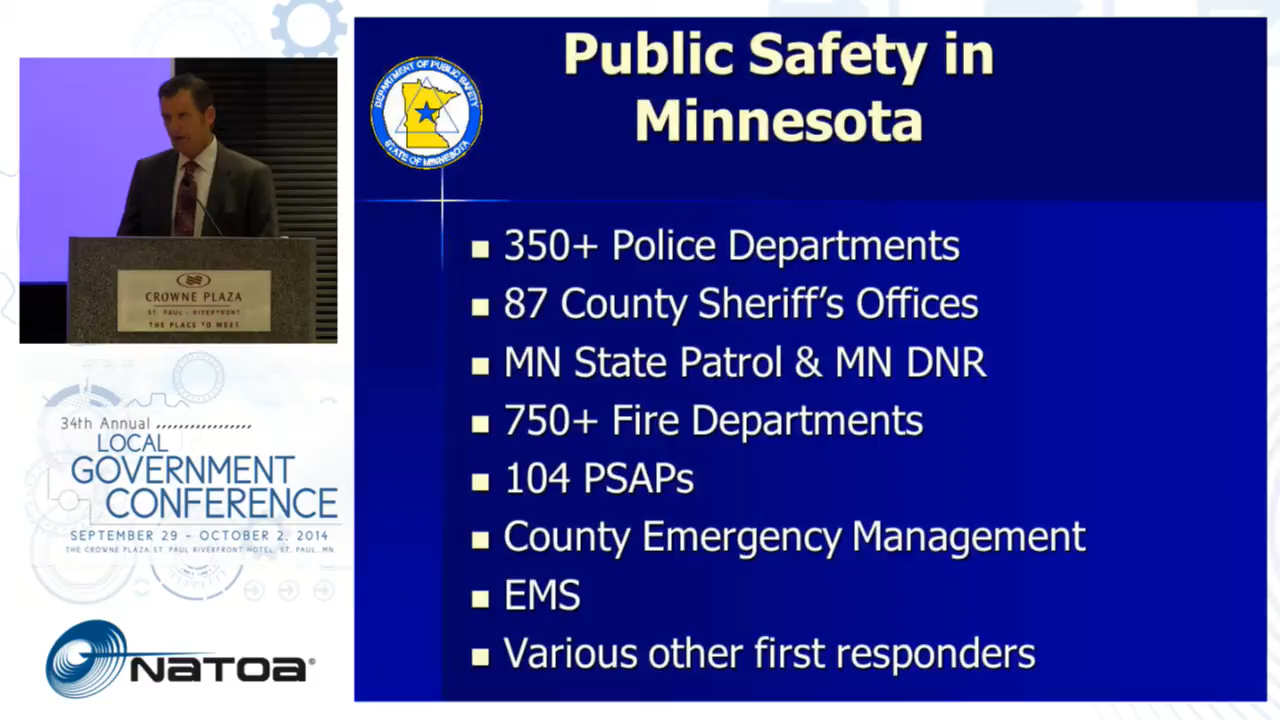 Public Safety in
Minnesota
DEPARTMENT OF PUBLIC SAFETY
STATE OF MINNESOTA
350+ Police Departments
87 County Sheriff’s Offices
MN State Patrol & MN DNR
750+ Fire Departments
104 PSAPs
County Emergency Management
EMS
Various other first responders
CROWNE PLAZA
ST. PAUL - RIVERFRONT
THE PLACE TO MEET
34th Annual
LOCAL
GOVERNMENT
CONFERENCE
SEPTEMBER 29 - OCTOBER 2, 2014
THE CROWNE PLAZA ST. PAUL RIVERFRONT HOTEL, ST. PAUL, MN
NATOA®